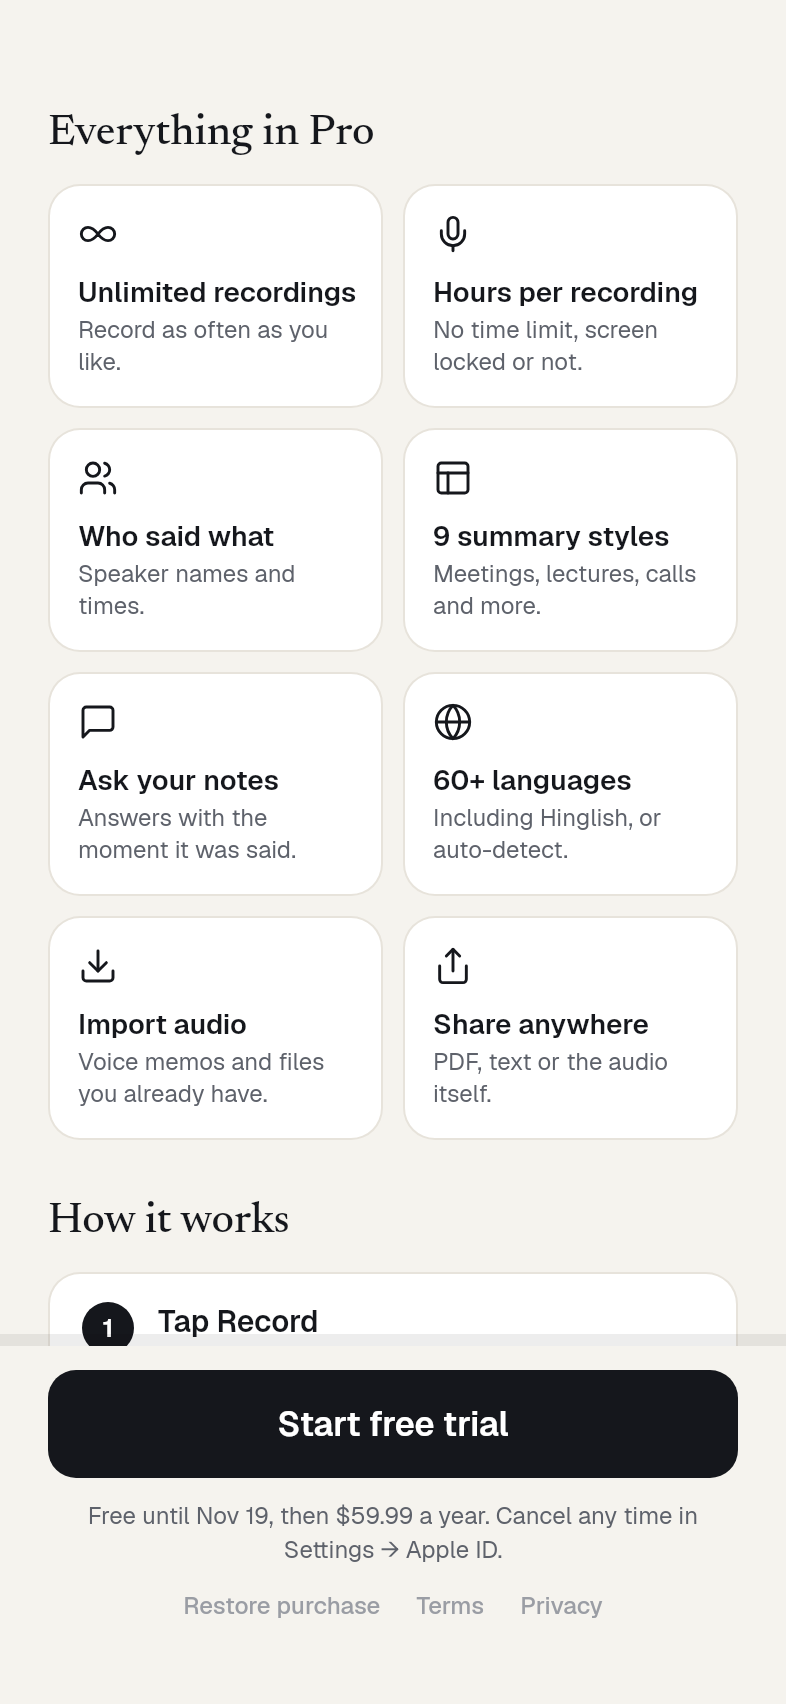 Everything in Pro
Unlimited recordings
Record as often as you
like.
Hours per recording
No time limit, screen
locked or not.
Who said what
Speaker names and
times.
9 summary styles
Meetings, lectures, calls
and more.
Ask your notes
Answers with the
moment it was said.
60+ languages
Including Hinglish, or
auto-detect.
Import audio
Voice memos and files
you already have.
Share anywhere
PDF, text or the audio
itself.
How it works
1 Tap Record
Start free trial
Free until Nov 19, then $59.99 a year. Cancel any time in
Settings → Apple ID.
Restore purchase Terms Privacy